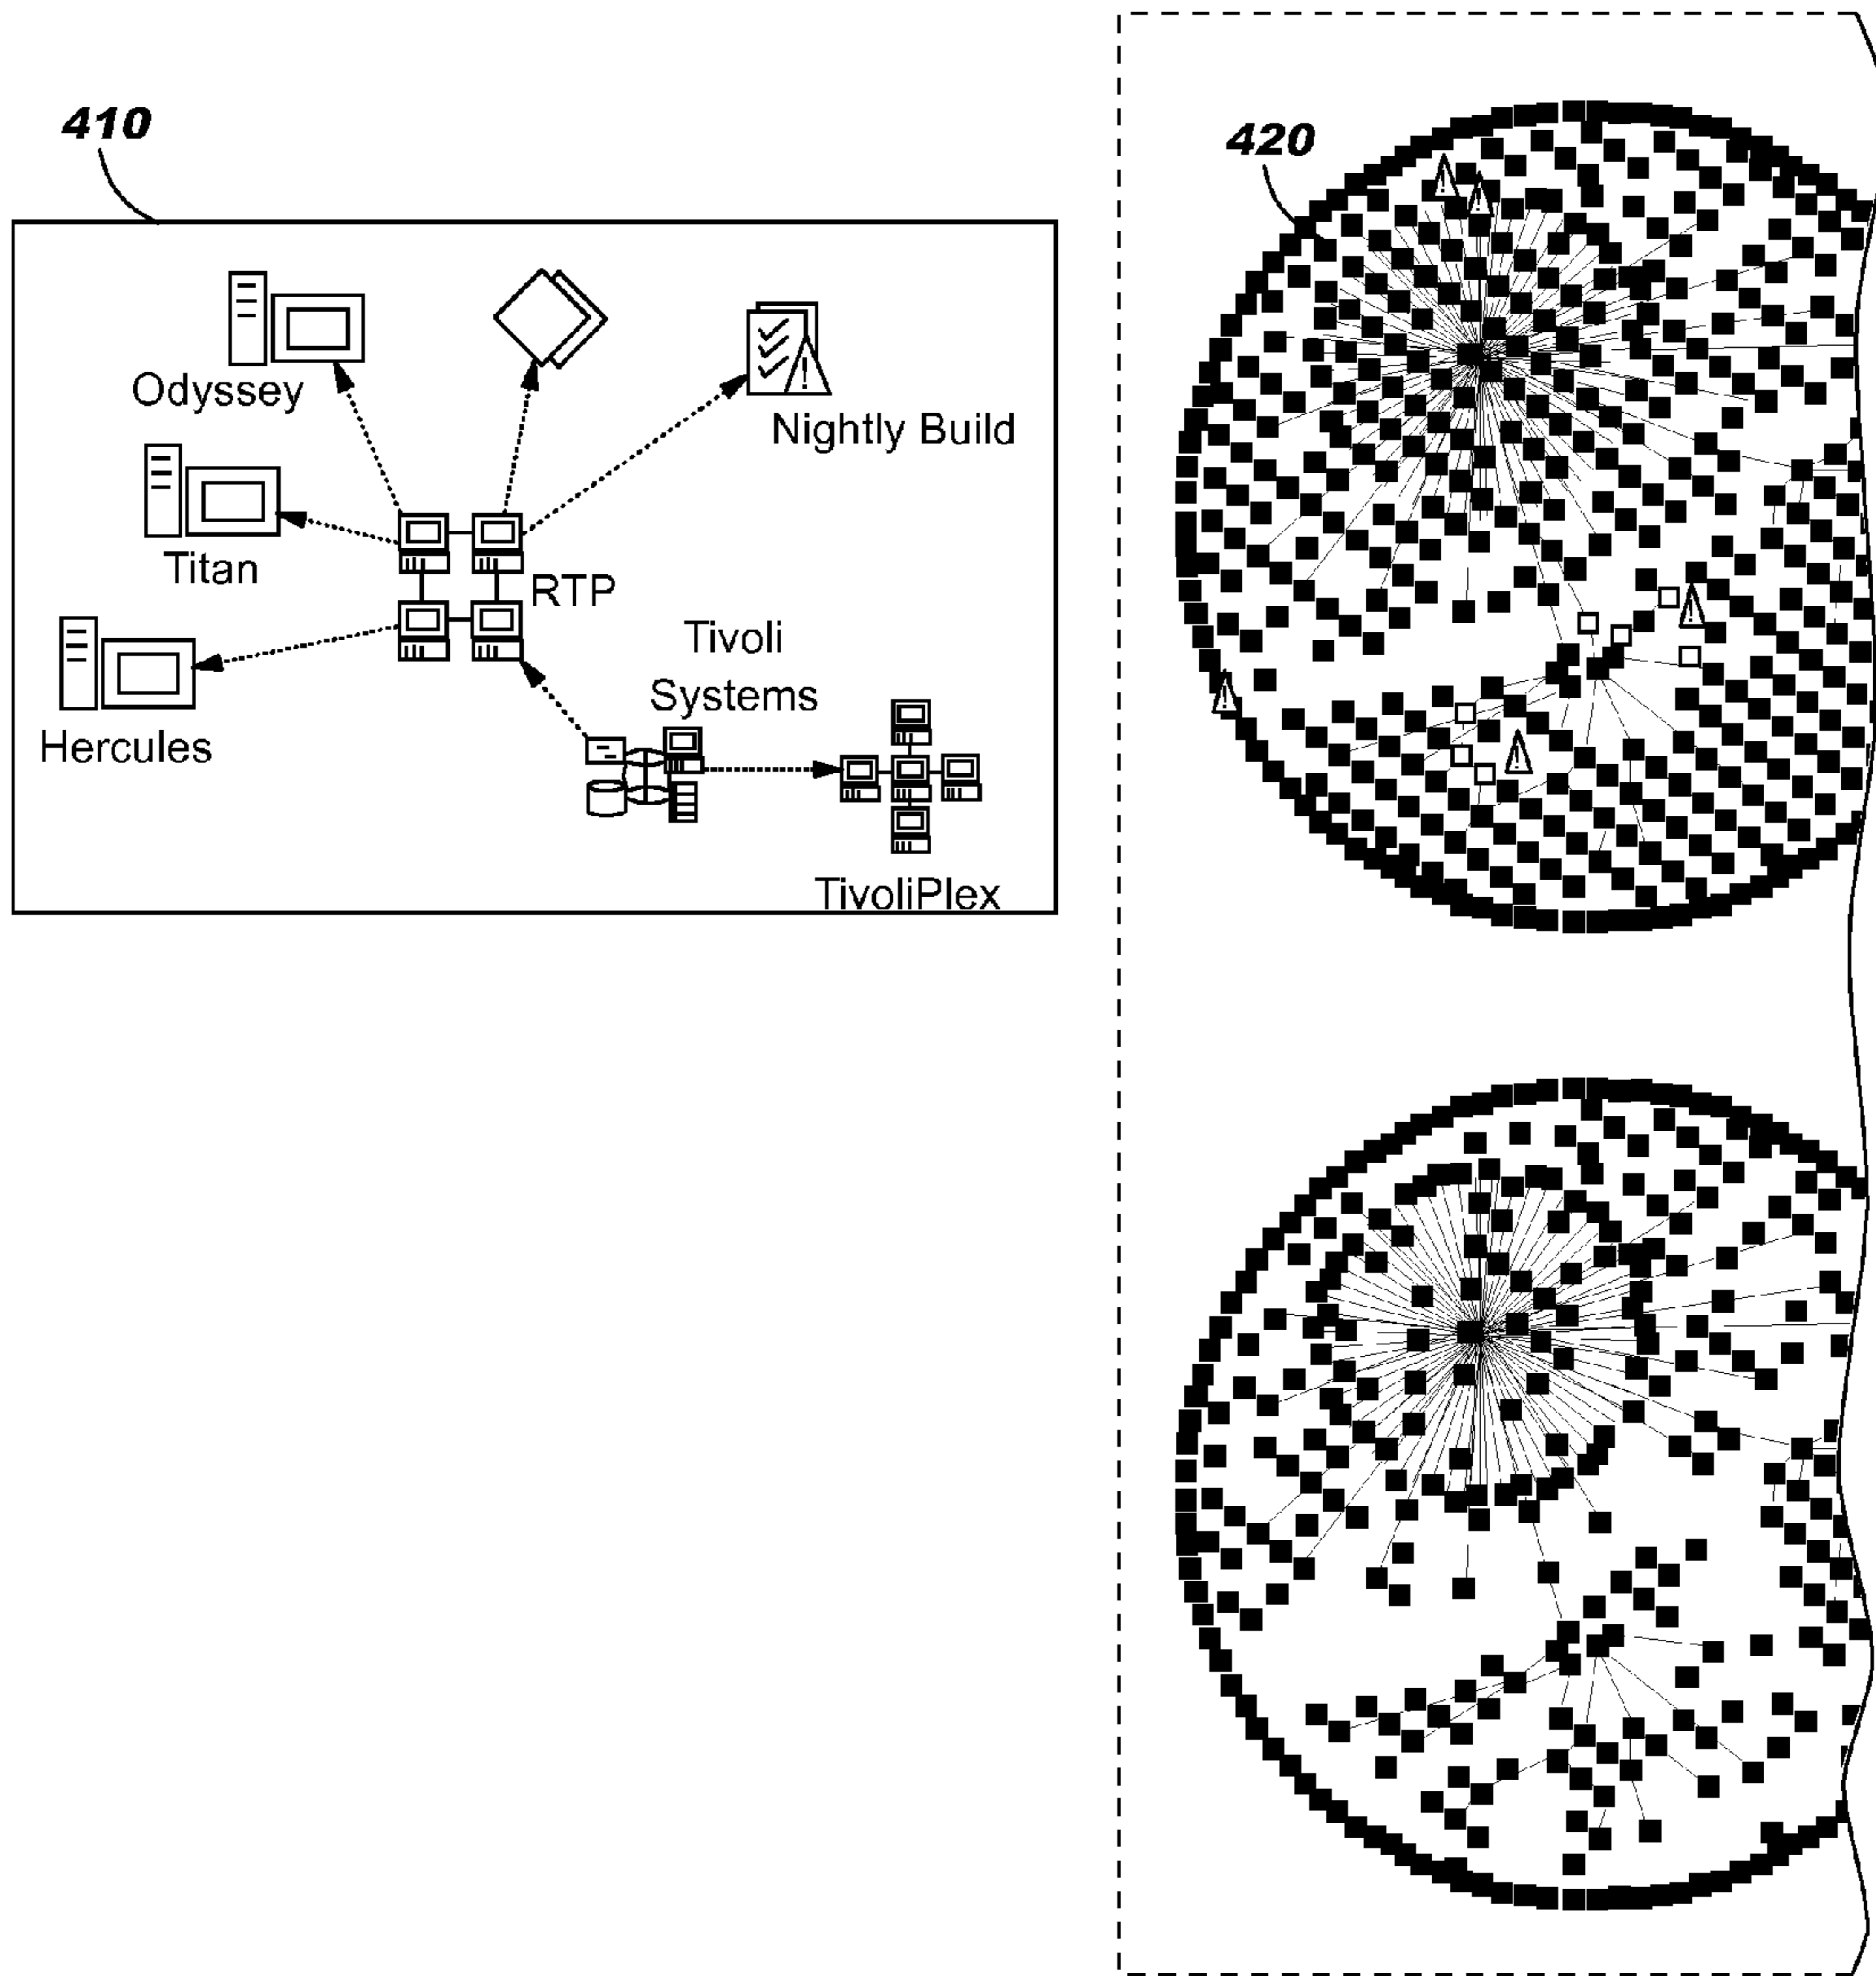 410
420
Odyssey
Nightly Build
Titan
RTP
Tivoli
Systems
Hercules
TivoliPlex